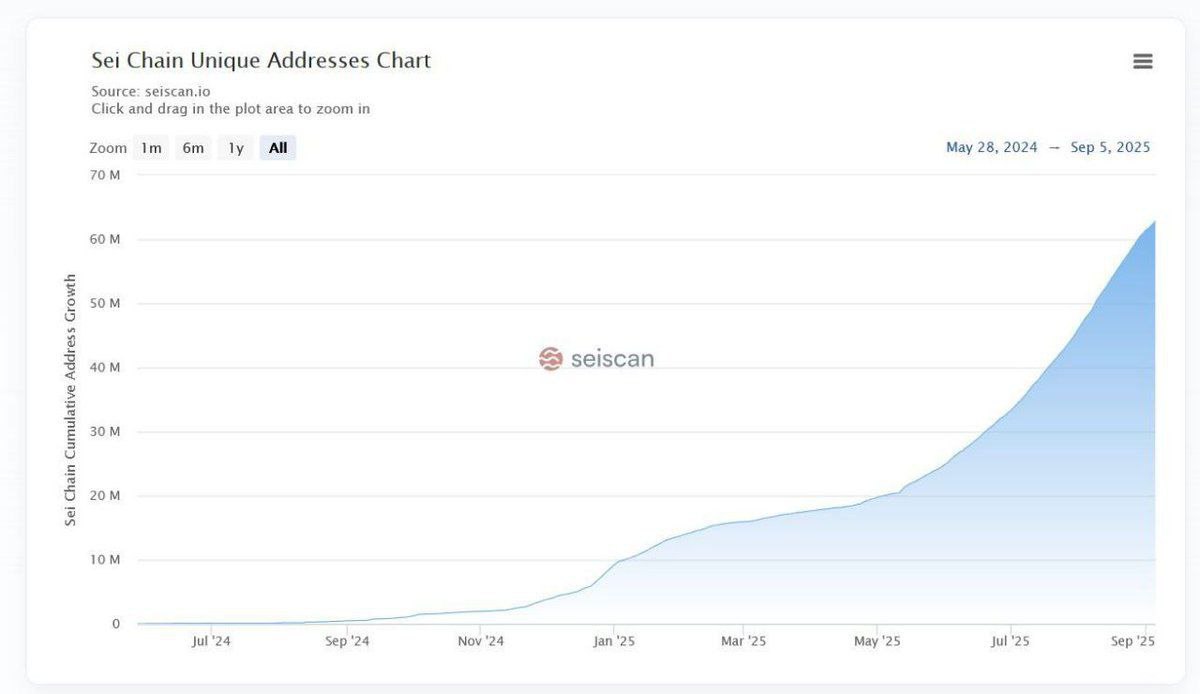 Sei Chain Unique Addresses Chart
Source: seiscan.io
Click and drag in the plot area to zoom in
Zoom 1m 6m 1y All May 28, 2024 → Sep 5, 2025
70 M
60 M
50 M
40 M
30 M
20 M
10 M
0
Sei Chain Cumulative Address Growth
seiscan
Jul '24 Sep '24 Nov '24 Jan '25 Mar '25 May '25 Jul '25 Sep '25